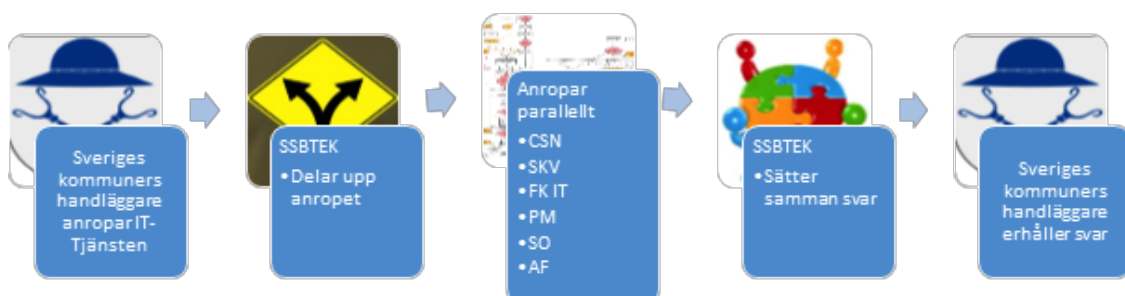 Sveriges
kommuners
handläggare
anropar IT-
Tjänsten
SSBTEK
•Delar upp
anropet
Anropar
parallellt
•CSN
•SKV
•FK IT
•PM
•SO
•AF
SSBTEK
•Sätter
samman svar
Sveriges
kommuners
handläggare
erhåller svar